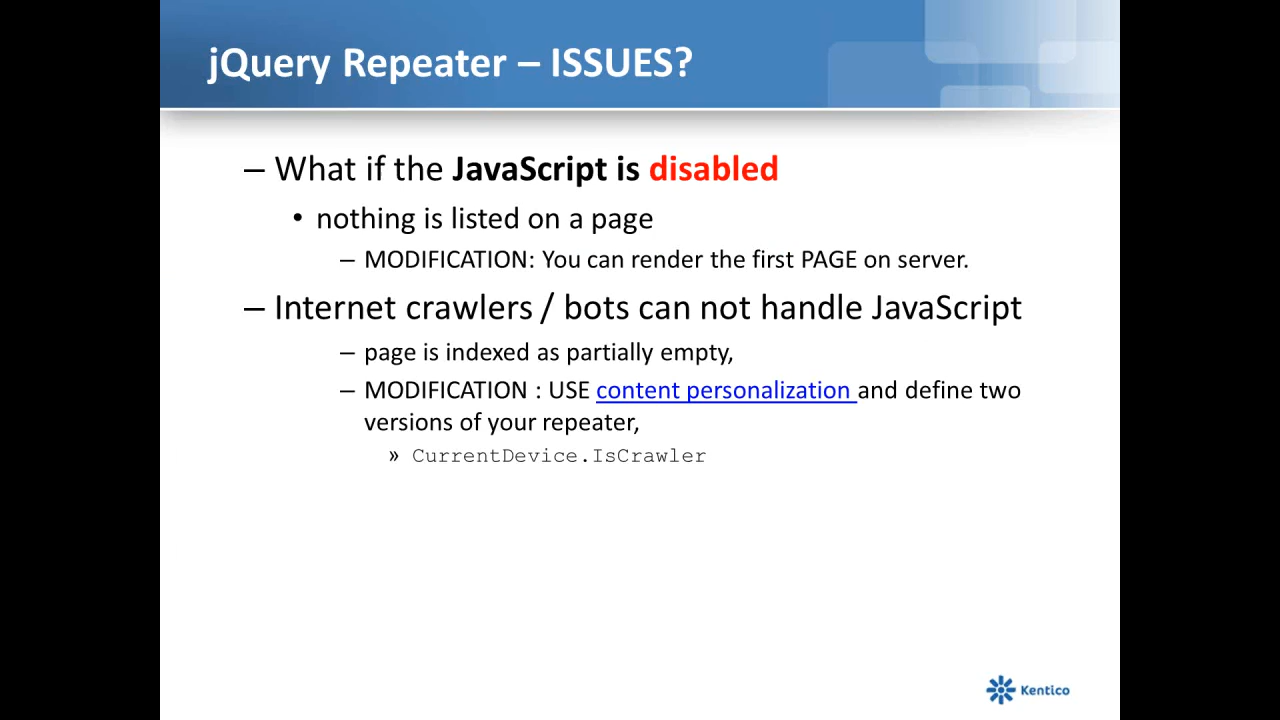 jQuery Repeater – ISSUES?
– What if the JavaScript is disabled
• nothing is listed on a page
– MODIFICATION: You can render the first PAGE on server.
– Internet crawlers / bots can not handle JavaScript
– page is indexed as partially empty,
– MODIFICATION : USE content personalization and define two
versions of your repeater,
» CurrentDevice.IsCrawler
Kentico